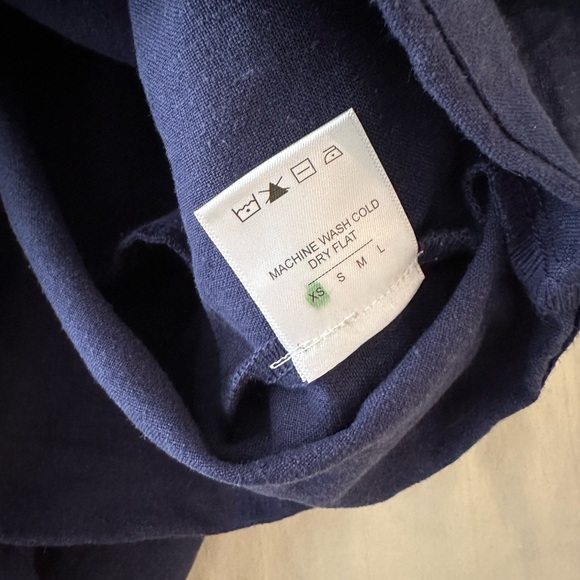 MACHINE WASH COLD
DRY FLAT
XS S M L